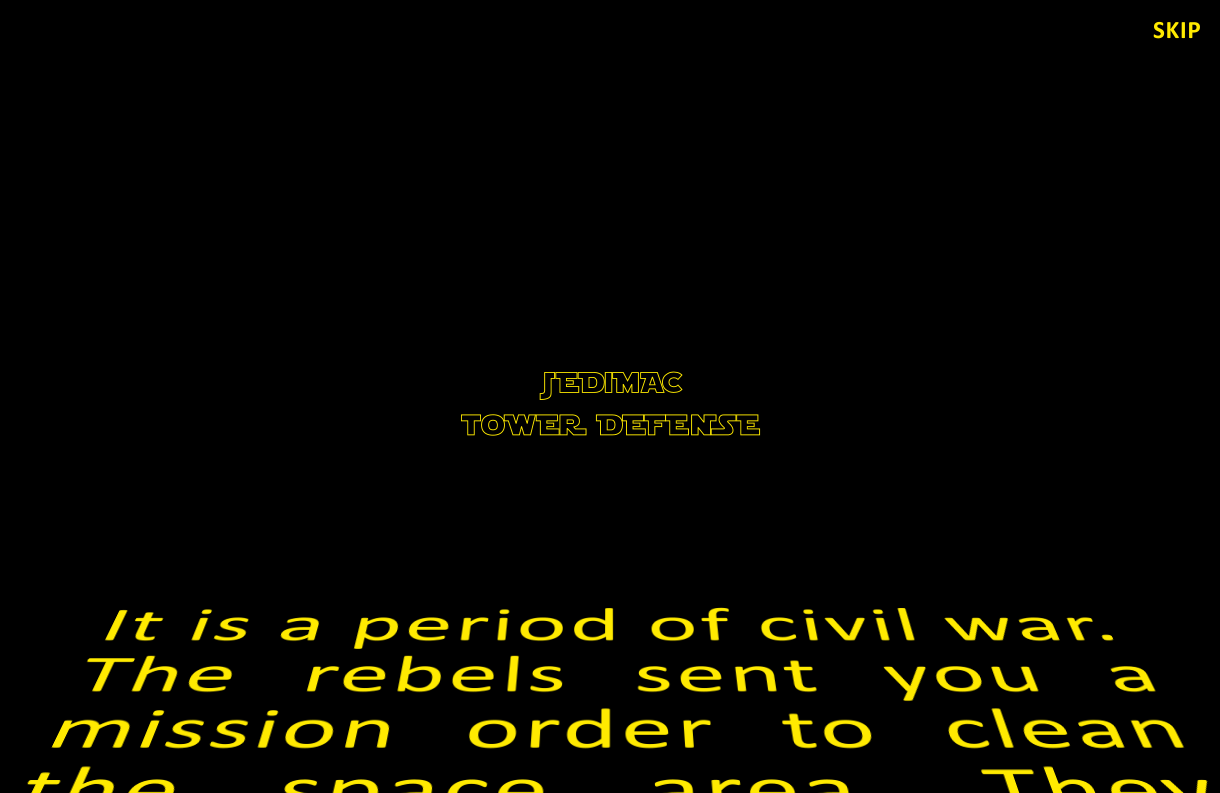 SKIP
JEDIMAC
TOWER DEFENSE
It is a period of civil war.
The rebels sent you a
mission order to clean
the space area. They